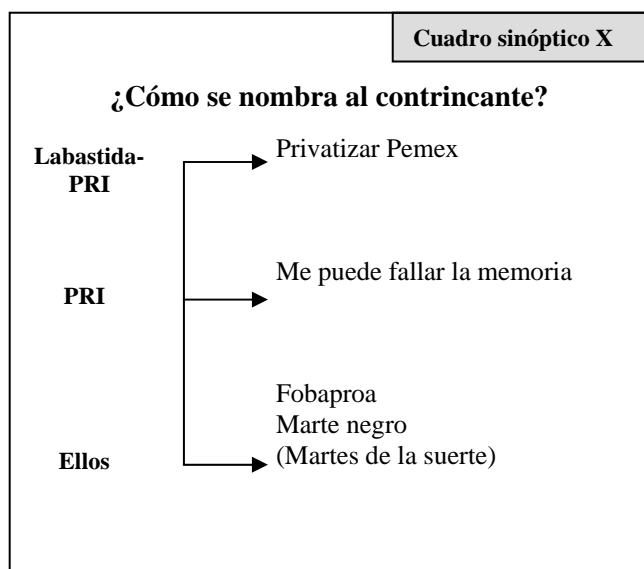 Cuadro sinóptico X
¿Cómo se nombra al contrincante?
Labastida-
PRI
Privatizar Pemex
PRI
Me puede fallar la memoria
Ellos
Fobaproa
Marte negro
(Martes de la suerte)